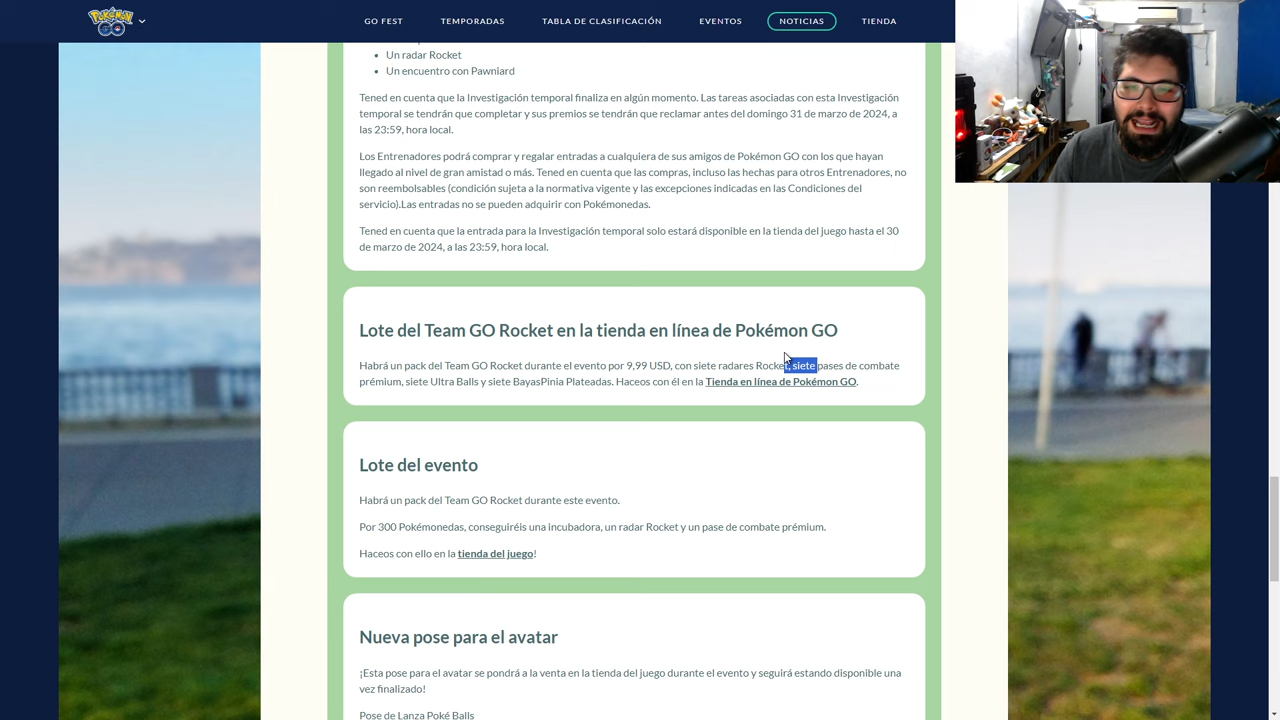 POKÉMON
GO
GO FEST
TEMPORADAS
TABLA DE CLASIFICACIÓN
EVENTOS
NOTICIAS
TIENDA
Un radar Rocket
Un encuentro con Pawniard
Tened en cuenta que la Investigación temporal finaliza en algún momento. Las tareas asociadas con esta Investigación
temporal se tendrán que completar y sus premios se tendrán que reclamar antes del domingo 31 de marzo de 2024, a
las 23:59, hora local.
Los Entrenadores podrá comprar y regalar entradas a cualquiera de sus amigos de Pokémon GO con los que hayan
llegado al nivel de gran amistad o más. Tened en cuenta que las compras, incluso las hechas para otros Entrenadores, no
son reembolsables (condición sujeta a la normativa vigente y las excepciones indicadas en las Condiciones del
servicio).Las entradas no se pueden adquirir con Pokémonedas.
Tened en cuenta que la entrada para la Investigación temporal solo estará disponible en la tienda del juego hasta el 30
de marzo de 2024, a las 23:59, hora local.
Lote del Team GO Rocket en la tienda en línea de Pokémon GO
Habrá un pack del Team GO Rocket durante el evento por 9,99 USD, con siete radares Rocket, siete pases de combate
prémium, siete Ultra Balls y siete BayasPinia Plateadas. Haceos con él en la Tienda en línea de Pokémon GO.
Lote del evento
Habrá un pack del Team GO Rocket durante este evento.
Por 300 Pokémonedas, conseguiréis una incubadora, un radar Rocket y un pase de combate prémium.
Haceos con ello en la tienda del juego!
Nueva pose para el avatar
¡Esta pose para el avatar se pondrá a la venta en la tienda del juego durante el evento y seguirá estando disponible una
vez finalizado!
Pose de Lanza Poké Balls